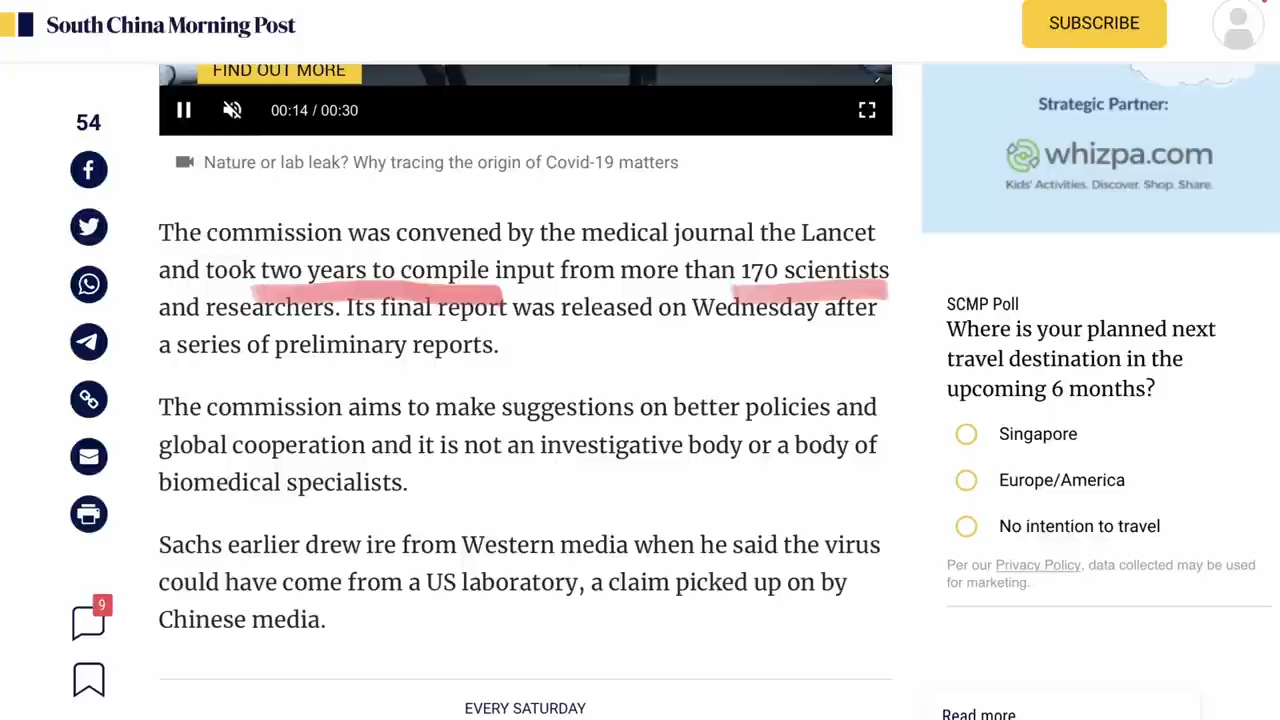 South China Morning Post
SUBSCRIBE
FIND OUT MORE
00:14 / 00:30
54
Nature or lab leak? Why tracing the origin of Covid-19 matters
The commission was convened by the medical journal the Lancet
and took two years to compile input from more than 170 scientists
and researchers. Its final report was released on Wednesday after
a series of preliminary reports.
The commission aims to make suggestions on better policies and
global cooperation and it is not an investigative body or a body of
biomedical specialists.
Sachs earlier drew ire from Western media when he said the virus
could have come from a US laboratory, a claim picked up on by
Chinese media.
9
EVERY SATURDAY
Strategic Partner:
whizpa.com
Kids' Activities. Discover. Shop. Share.
SCMP Poll
Where is your planned next
travel destination in the
upcoming 6 months?
Singapore
Europe/America
No intention to travel
Per our Privacy Policy, data collected may be used
for marketing.
Read more